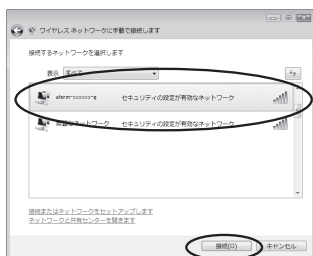 ワイヤレス ネットワークに手動で接続します
接続するネットワークを選択します
表示 すべて
aterm-xxxxxx-g セキュリティの設定が有効なネットワーク
ネットワーク セキュリティの設定が有効なネットワーク
接続またはネットワークをセットアップします
ネットワークと共有センターを開きます
接続(O) キャンセル